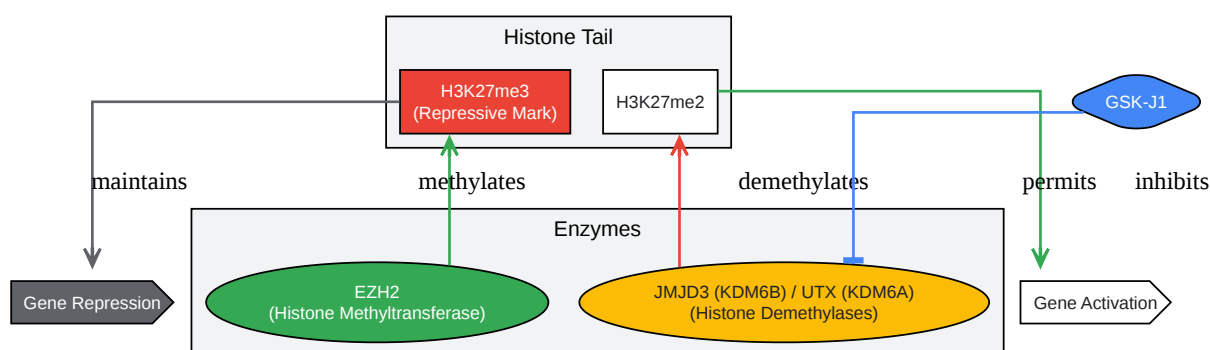 Histone Tail
H3K27me3
(Repressive Mark)
H3K27me2
GSK-J1
maintains
methylates
demethylates
permits
inhibits
Enzymes
Gene Repression
EZH2
(Histone Methyltransferase)
JMJD3 (KDM6B) / UTX (KDM6A)
(Histone Demethylases)
Gene Activation